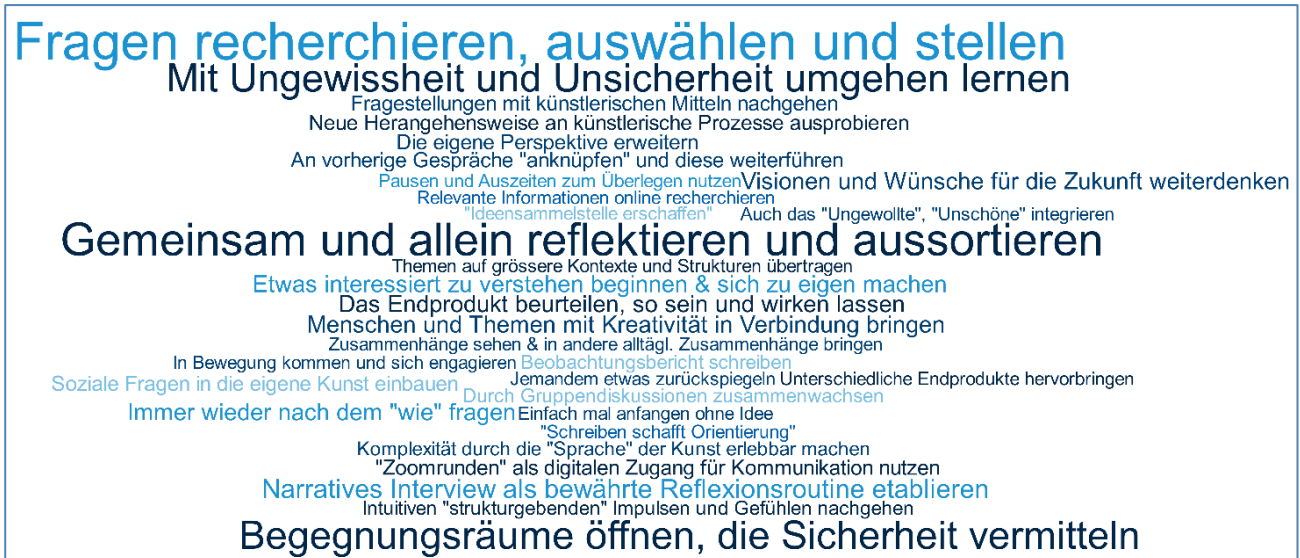 Fragen recherchieren, auswählen und stellen
Mit Ungewissheit und Unsicherheit umgehen lernen
Fragestellungen mit künstlerischen Mitteln nachgehen
Neue Herangehensweise an künstlerische Prozesse ausprobieren
Die eigene Perspektive erweitern
An vorherige Gespräche "anknüpfen" und diese weiterführen
Pausen und Auszeiten zum Überlegen nutzen Visionen und Wünsche für die Zukunft weiterdenken
Relevante Informationen online recherchieren
"Ideensammelstelle erschaffen" Auch das "Ungewollte", "Unschöne" integrieren
Gemeinsam und allein reflektieren und aussortieren
Themen auf grössere Kontexte und Strukturen übertragen
Etwas interessiert zu verstehen beginnen & sich zu eigen machen
Das Endprodukt beurteilen, so sein und wirken lassen
Menschen und Themen mit Kreativität in Verbindung bringen
Zusammenhänge sehen & in andere alltägl. Zusammenhänge bringen
In Bewegung kommen und sich engagieren Beobachtungsbericht schreiben
Soziale Fragen in die eigene Kunst einbauen Jemandem etwas zurückspiegeln Unterschiedliche Endprodukte hervorbringen
Durch Gruppendiskussionen zusammenwachsen
Immer wieder nach dem "wie" fragen Einfach mal anfangen ohne Idee
"Schreiben schafft Orientierung"
Komplexität durch die "Sprache" der Kunst erlebbar machen
"Zoomrunden" als digitalen Zugang für Kommunikation nutzen
Narratives Interview als bewährte Reflexionsroutine etablieren
Intuitiven "strukturgebenden" Impulsen und Gefühlen nachgehen
Begegnungsräume öffnen, die Sicherheit vermitteln